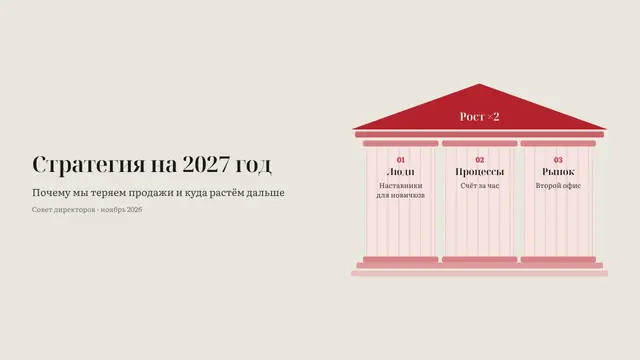 Стратегия на 2027 год
Почему мы теряем продажи и куда растём дальше
Совет директоров · ноябрь 2026
Рост ×2
01
Люди
Наставники
для новичков
02
Процессы
Счёт за час
03
Рынок
Второй офис